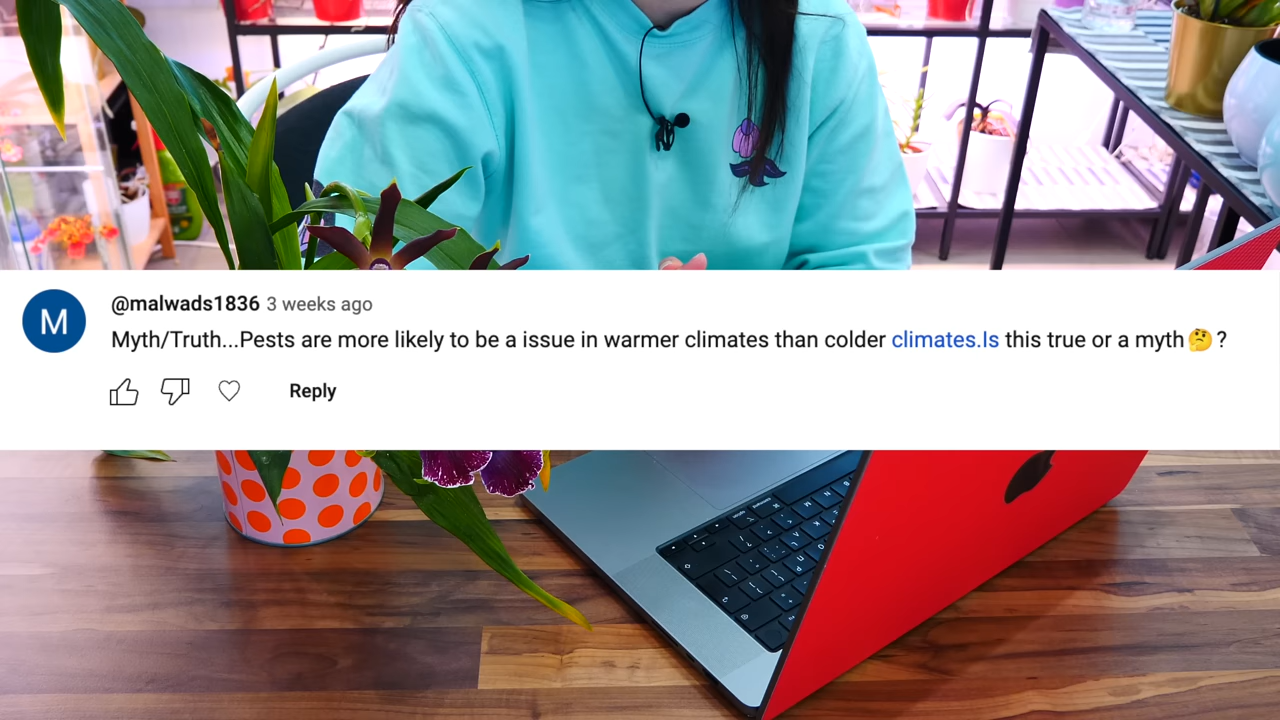 M
@malwads1836 3 weeks ago
Myth/Truth...Pests are more likely to be a issue in warmer climates than colder climates.Is this true or a myth🤔?
Reply